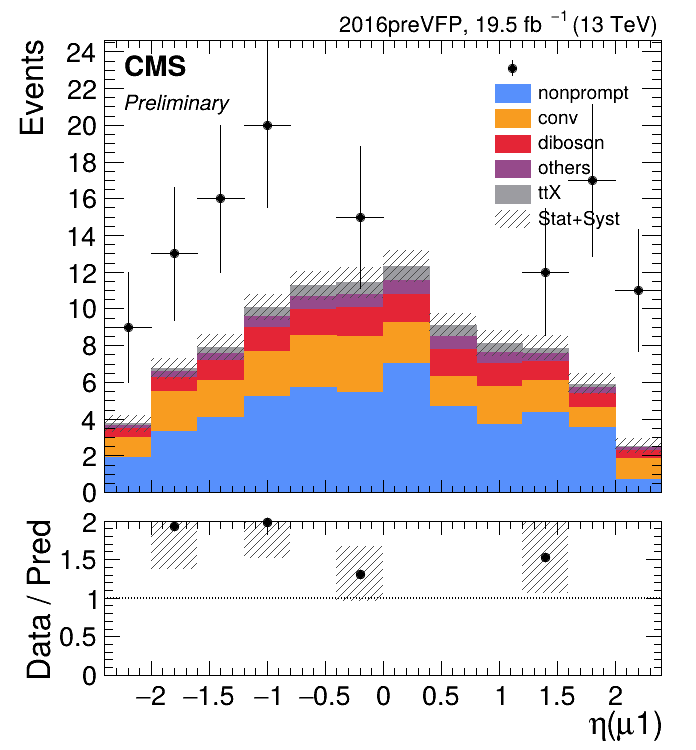 2016preVFP, 19.5 fb⁻¹ (13 TeV)
Events
24
22
20
18
16
14
12
10
8
6
4
2
0
CMS
Preliminary
nonprompt
conv
diboson
others
ttX
Stat+Syst
Data / Pred
2
1.5
1
0.5
0
−2 −1.5 −1 −0.5 0 0.5 1 1.5 2
η(μ1)